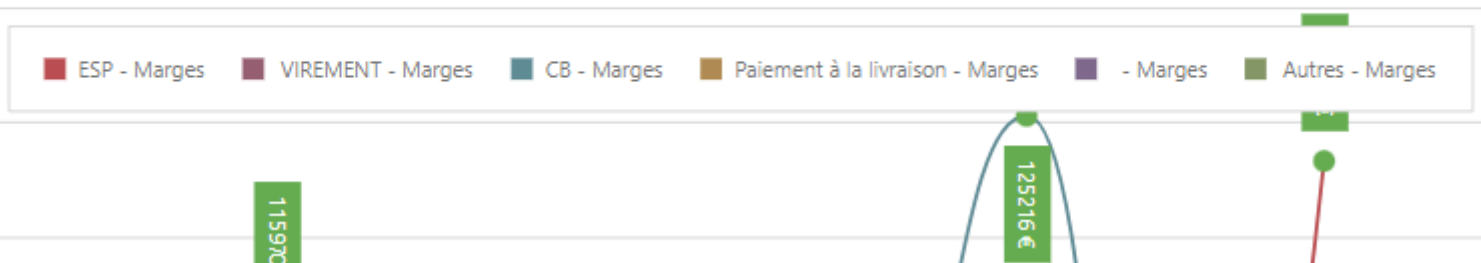 ESP - Marges VIREMENT - Marges CB - Marges Paiement à la livraison - Marges - Marges Autres - Marges
125216 €